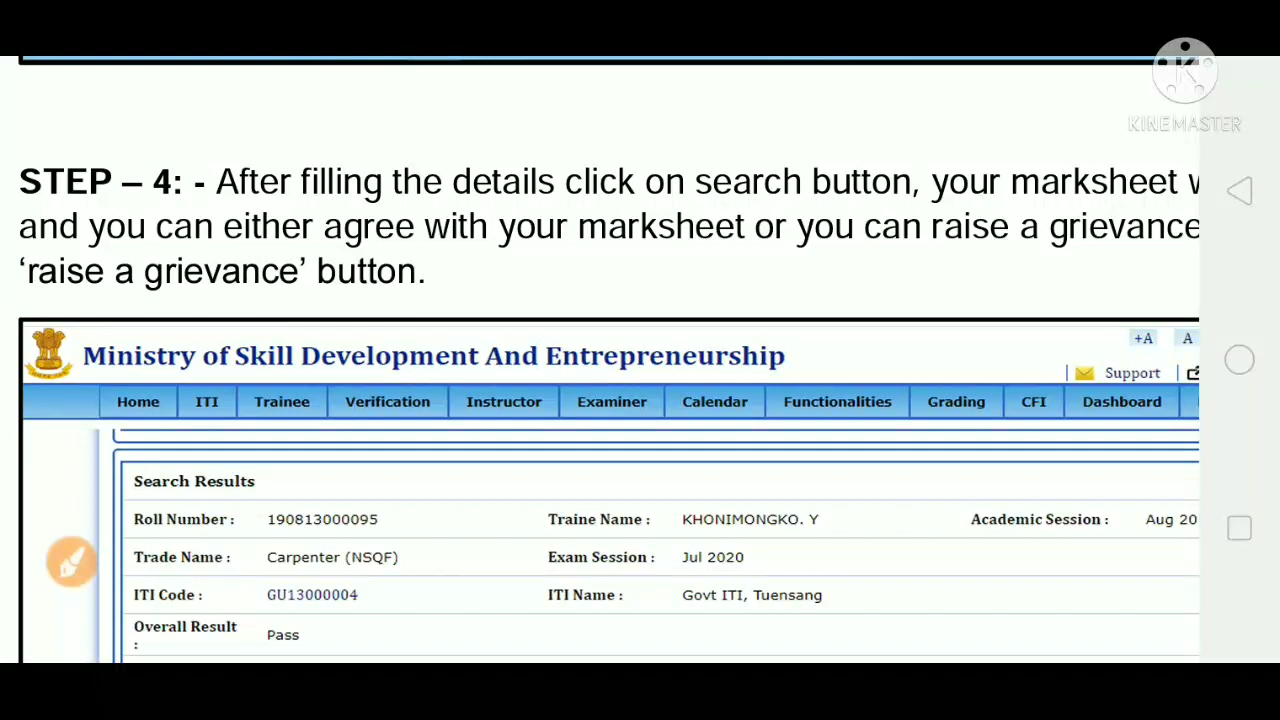 KINEMASTER
STEP – 4: - After filling the details click on search button, your marksheet
and you can either agree with your marksheet or you can raise a grievance
‘raise a grievance’ button.
+A A
Ministry of Skill Development And Entrepreneurship
Support
Home ITI Trainee Verification Instructor Examiner Calendar Functionalities Grading CFI Dashboard
Search Results
Roll Number : 190813000095 Traine Name : KHONIMONGKO. Y Academic Session : Aug 20
Trade Name : Carpenter (NSQF) Exam Session : Jul 2020
ITI Code : GU13000004 ITI Name : Govt ITI, Tuensang
Overall Result
: Pass